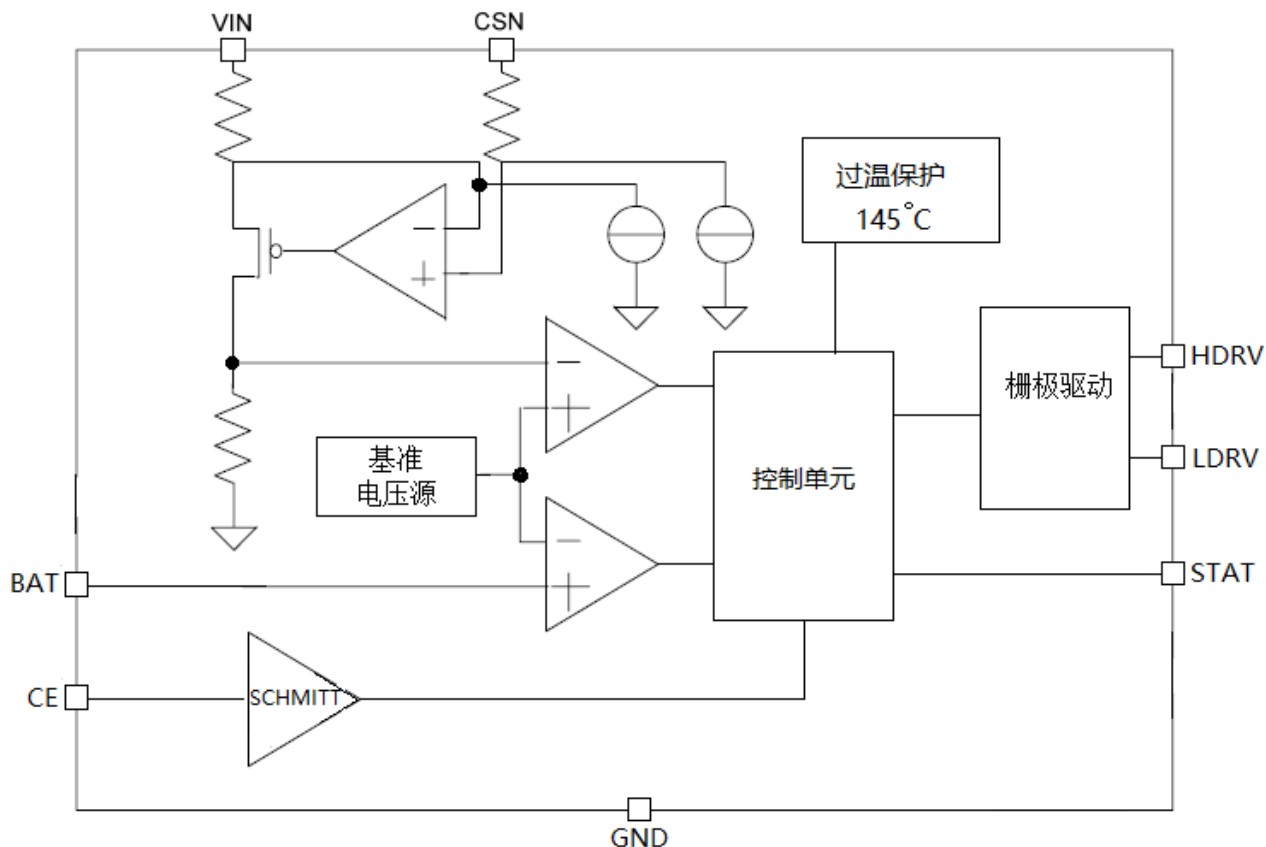 VIN
CSN
过温保护
145°C
HDRV
栅极驱动
LDRV
基准
电压源
控制单元
STAT
BAT
CE
SCHMITT
GND